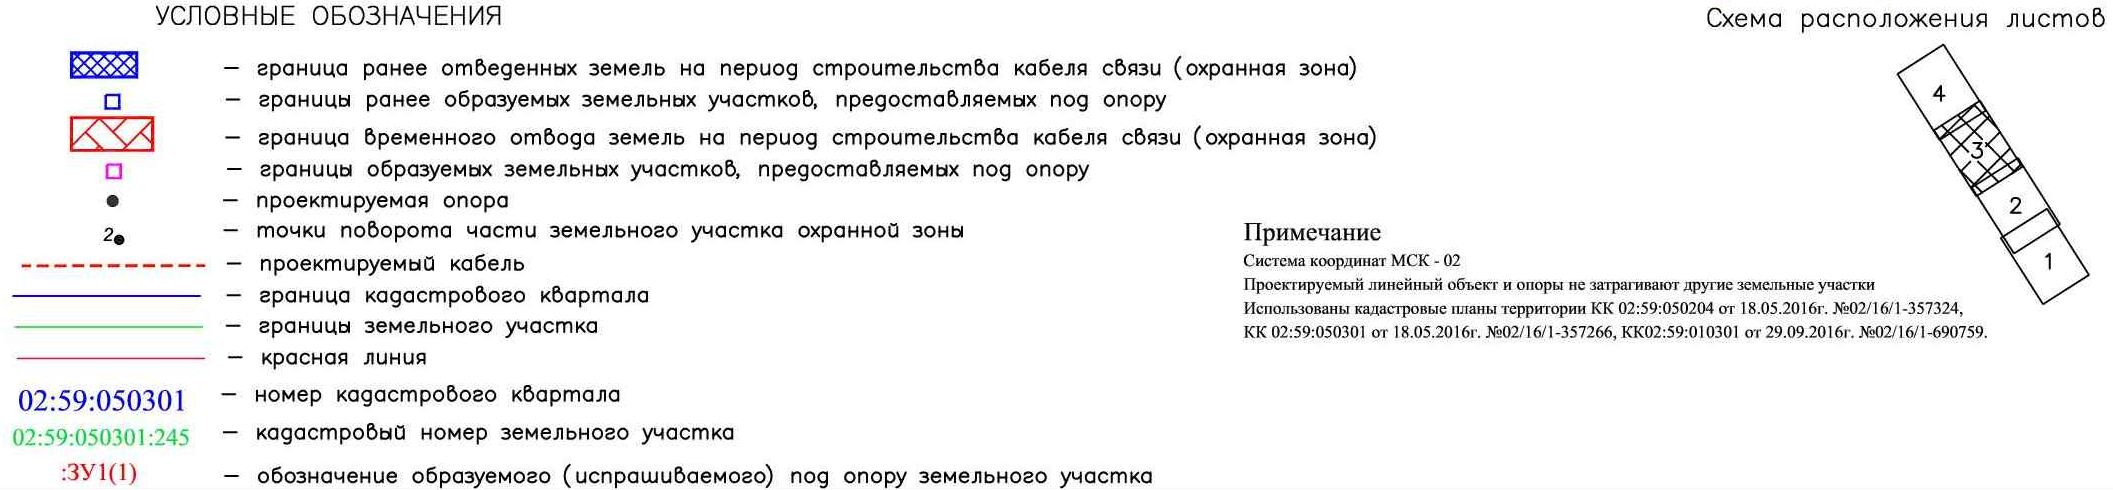 УСЛОВНЫЕ ОБОЗНАЧЕНИЯ
– граница ранее отведенных земель на период строительства кабеля связи (охранная зона)
– границы ранее образуемых земельных участков, предоставляемых под опору
– граница временного отвода земель на период строительства кабеля связи (охранная зона)
– границы образуемых земельных участков, предоставляемых под опору
– проектируемая опора
2 – точки поворота части земельного участка охранной зоны
– проектируемый кабель
– граница кадастрового квартала
– границы земельного участка
– красная линия
02:59:050301 – номер кадастрового квартала
02:59:050301:245 – кадастровый номер земельного участка
:ЗУ1(1) – обозначение образуемого (испрашиваемого) под опору земельного участка
Схема расположения листов
4
3
2
1
Примечание
Система координат МСК - 02
Проектируемый линейный объект и опоры не затрагивают другие земельные участки
Использованы кадастровые планы территории КК 02:59:050204 от 18.05.2016г. №02/16/1-357324,
КК 02:59:050301 от 18.05.2016г. №02/16/1-357266, КК02:59:010301 от 29.09.2016г. №02/16/1-690759.